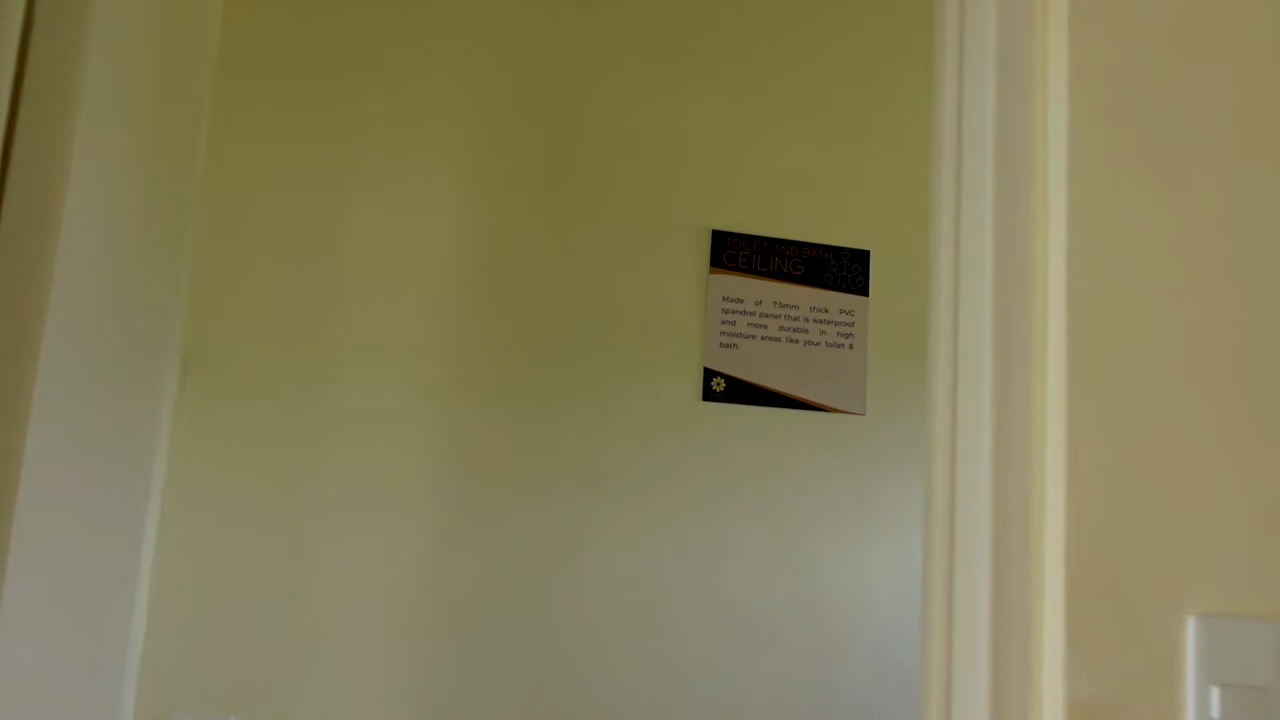 TOILET AND BATH
CEILING
Made of 7.5mm thick PVC
spandrel panel that is waterproof
and more durable in high
moisture areas like your toilet &
bath.